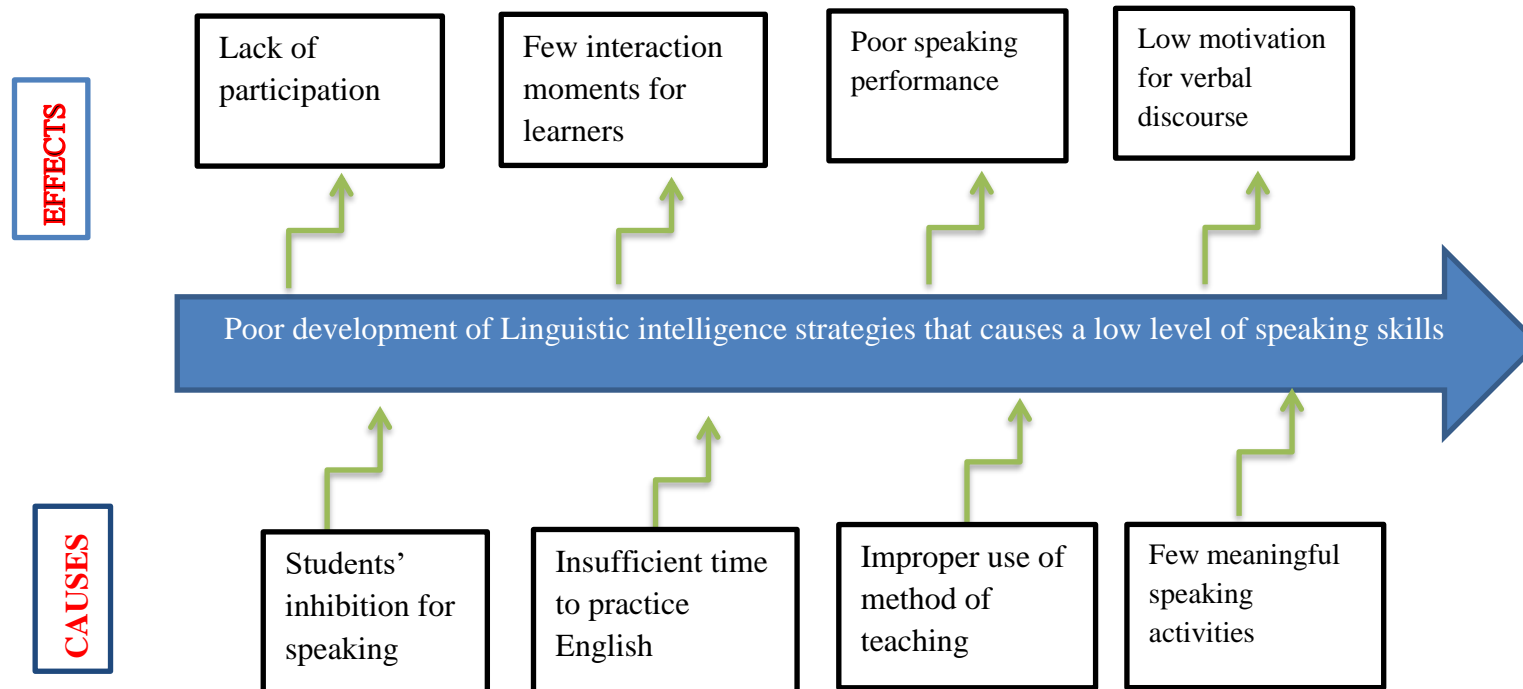 EFFECTS
Lack of
participation
Few interaction
moments for
learners
Poor speaking
performance
Low motivation
for verbal
discourse
Poor development of Linguistic intelligence strategies that causes a low level of speaking skills
CAUSES
Students’
inhibition for
speaking
Insufficient time
to practice
English
Improper use of
method of
teaching
Few meaningful
speaking
activities